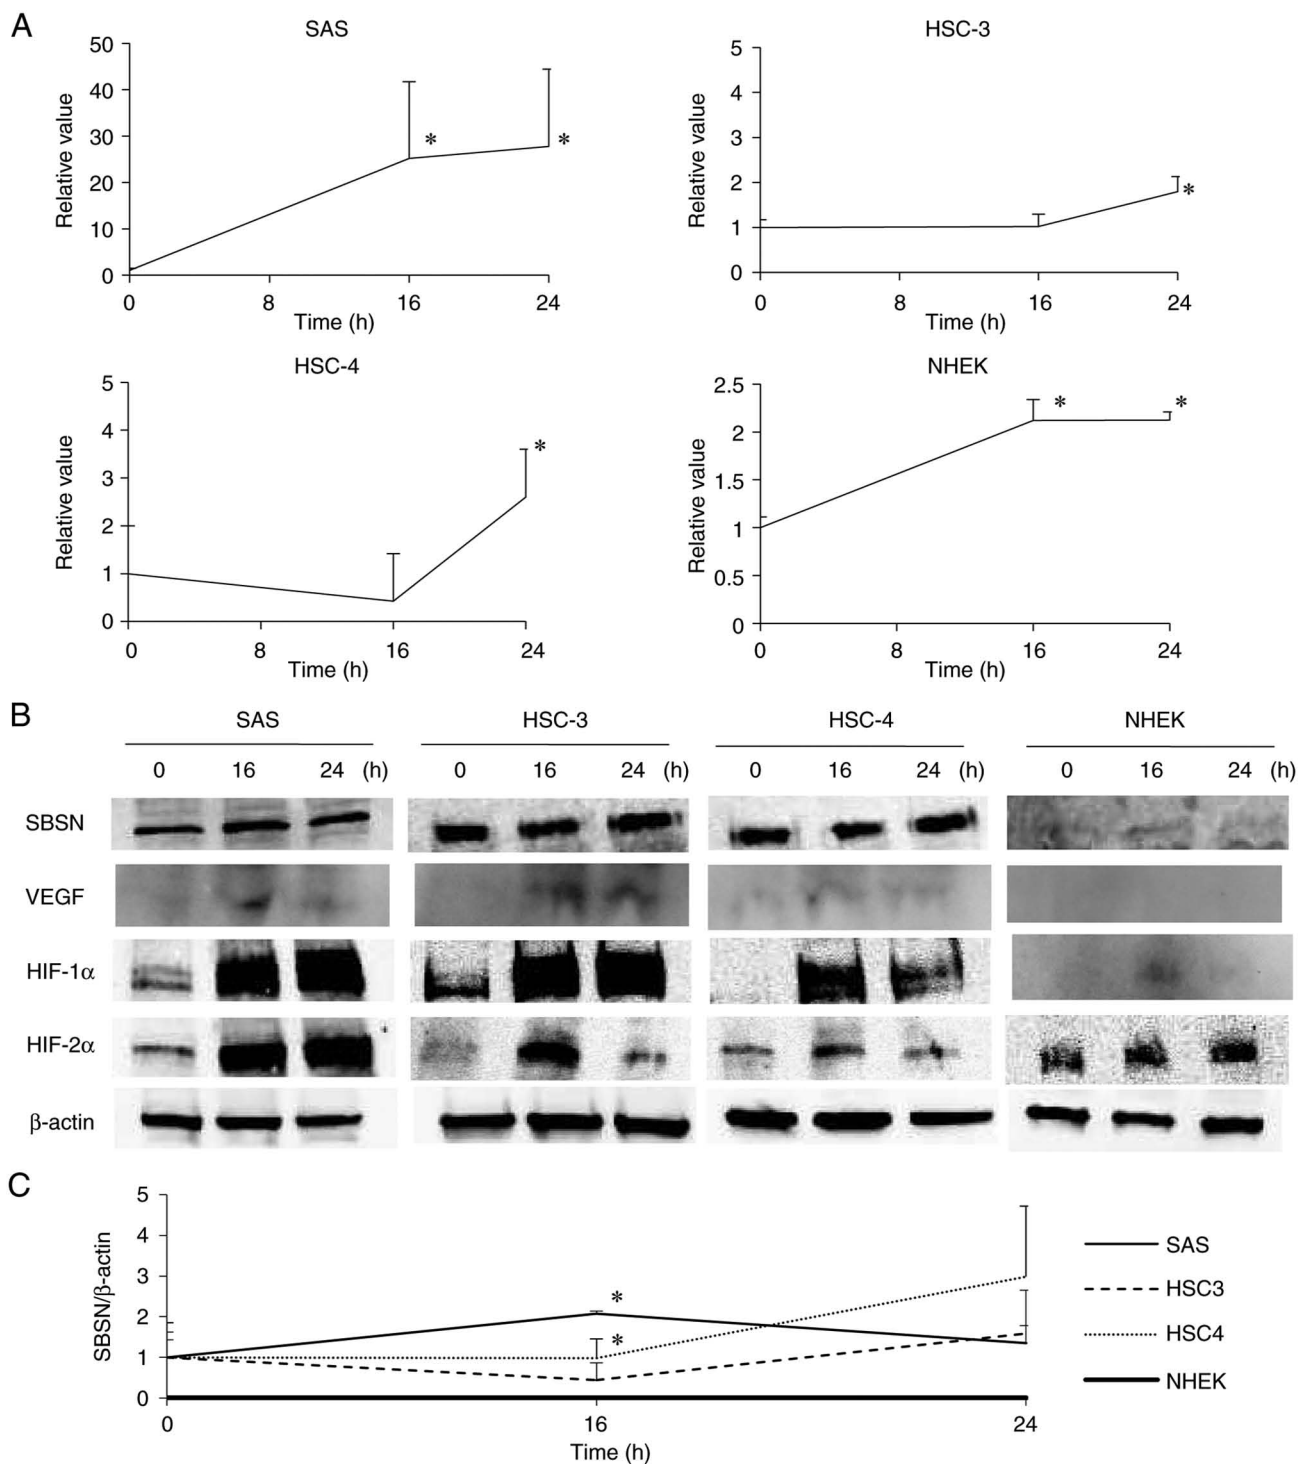 A
SAS
50
40
30
20
10
0
Relative value
*
*
0 8 16 24
Time (h)
HSC-3
5
4
3
2
1
0
Relative value
*
0 8 16 24
Time (h)
HSC-4
5
4
3
2
1
0
Relative value
*
0 8 16 24
Time (h)
NHEK
2.5
2
1.5
1
0.5
0
Relative value
*
*
0 8 16 24
Time (h)
B
SAS HSC-3 HSC-4 NHEK
0 16 24 (h) 0 16 24 (h) 0 16 24 (h) 0 16 24 (h)
SBSN
VEGF
HIF-1α
HIF-2α
β-actin
C
5
4
3
2
1
0
SBSN/β-actin
*
*
0 16 24
Time (h)
SAS
HSC3
HSC4
NHEK